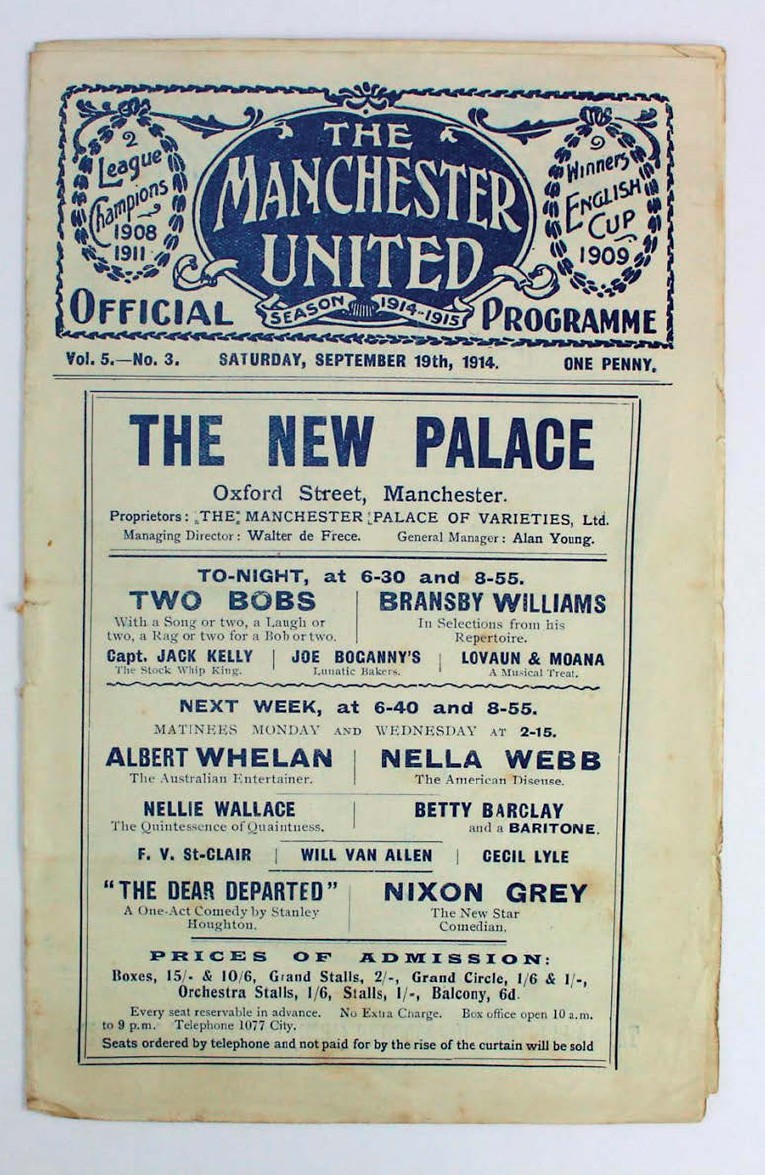 THE
MANCHESTER
UNITED
League
Champions
1908
1911
Winners
ENGLISH
CUP
1909
OFFICIAL
SEASON 1914-1915
PROGRAMME
Vol. 5.—No. 3. SATURDAY, SEPTEMBER 19th, 1914. ONE PENNY.
THE NEW PALACE
Oxford Street, Manchester.
Proprietors: THE MANCHESTER PALACE OF VARIETIES, Ltd.
Managing Director: Walter de Frece. General Manager: Alan Young.
TO-NIGHT, at 6-30 and 8-55.
TWO BOBS
With a Song or two, a Laugh or
two, a Rag or two for a Bob or two.
BRANSBY WILLIAMS
In Selections from his
Repertoire.
Capt. JACK KELLY
The Stock Whip King.
JOE BOGANNY'S
Lunatic Bakers.
LOVAUN & MOANA
A Musical Treat.
NEXT WEEK, at 6-40 and 8-55.
MATINEES MONDAY AND WEDNESDAY AT 2-15.
ALBERT WHELAN
The Australian Entertainer.
NELLA WEBB
The American Diseuse.
NELLIE WALLACE
The Quintessence of Quaintness.
BETTY BARCLAY
and a BARITONE.
F. V. St-CLAIR | WILL VAN ALLEN | CECIL LYLE
"THE DEAR DEPARTED"
A One-Act Comedy by Stanley
Houghton.
NIXON GREY
The New Star
Comedian.
PRICES OF ADMISSION:
Boxes, 15/- & 10/6, Grand Stalls, 2/-, Grand Circle, 1/6 & 1/-,
Orchestra Stalls, 1/6, Stalls, 1/-, Balcony, 6d.
Every seat reservable in advance. No Extra Charge. Box office open 10 a.m.
to 9 p.m. Telephone 1077 City.
Seats ordered by telephone and not paid for by the rise of the curtain will be sold